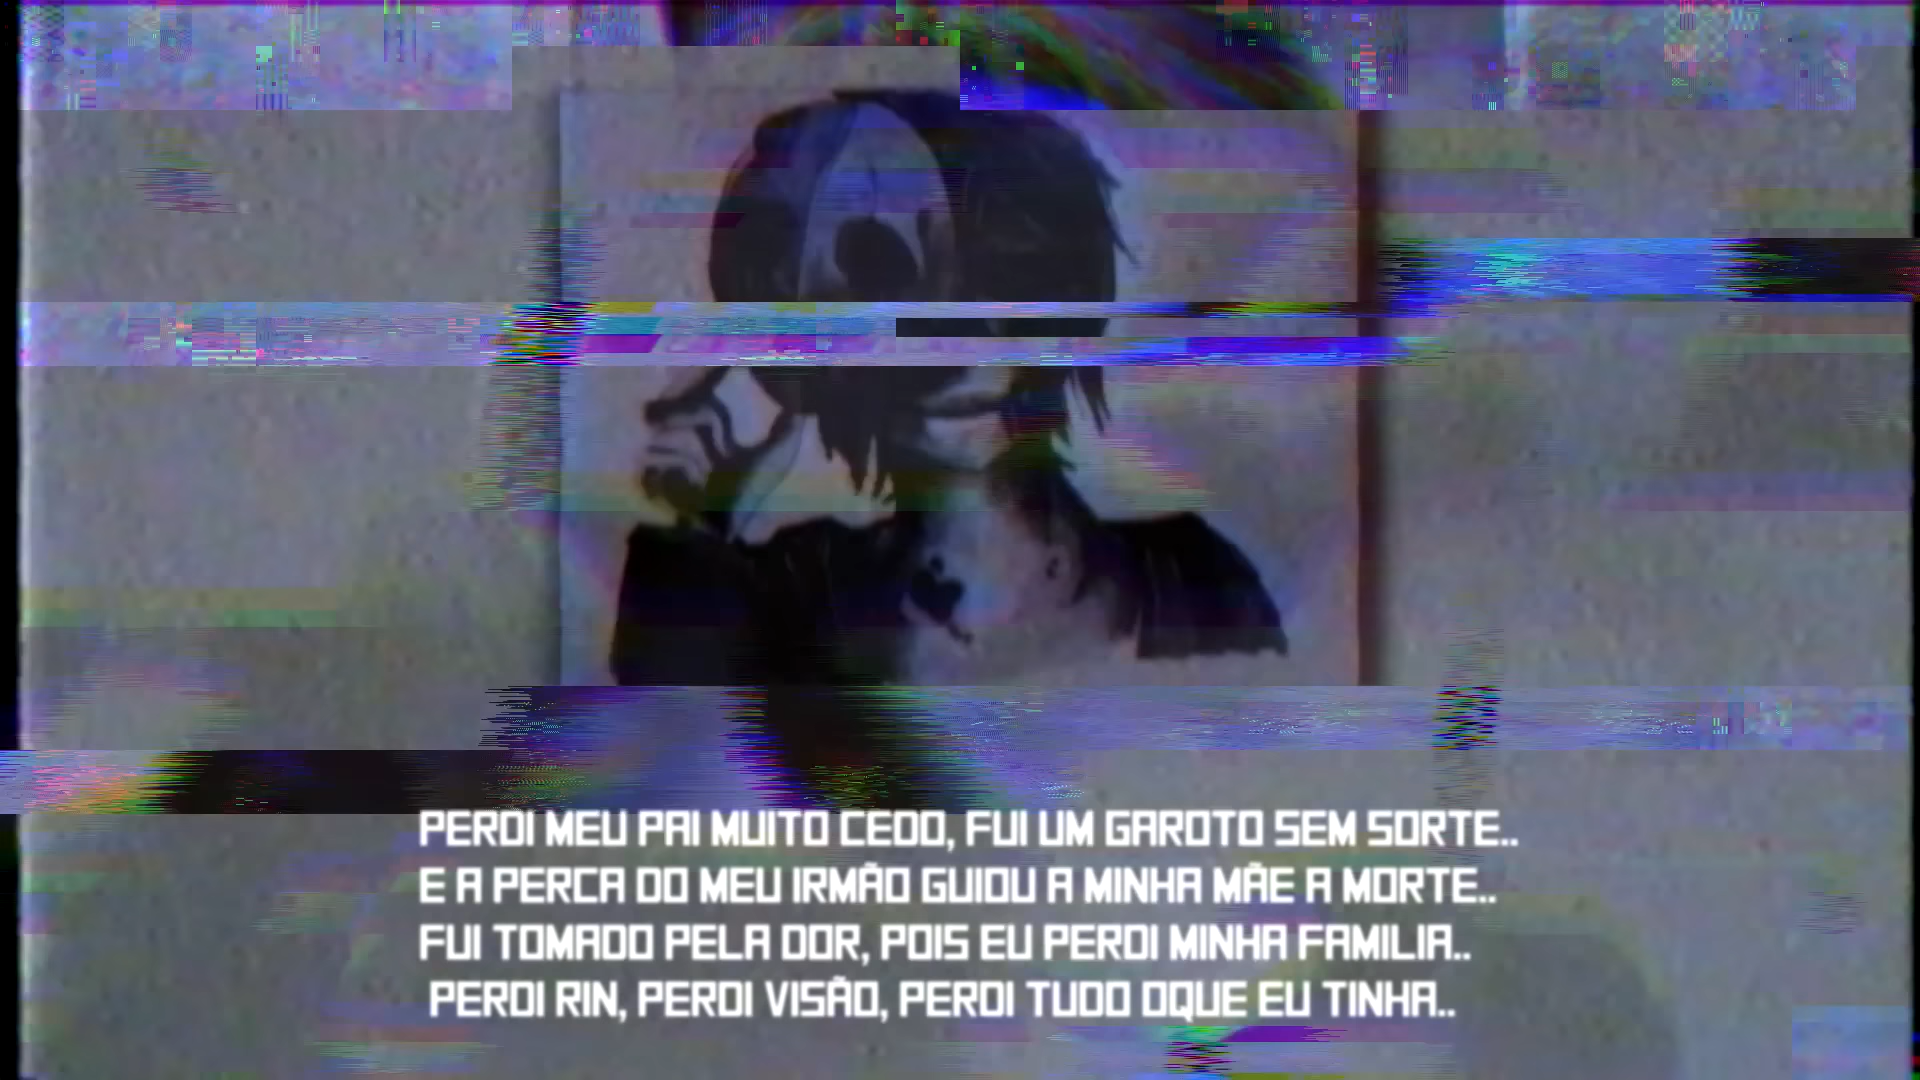 PERDI MEU PAI MUITO CEDO, FUI UM GAROTO SEM SORTE..
E A PERCA DO MEU IRMÃO GUIOU A MINHA MÃE A MORTE..
FUI TOMADO PELA DOR, POIS EU PERDI MINHA FAMILIA..
PERDI RIN, PERDI VISÃO, PERDI TUDO OQUE EU TINHA..